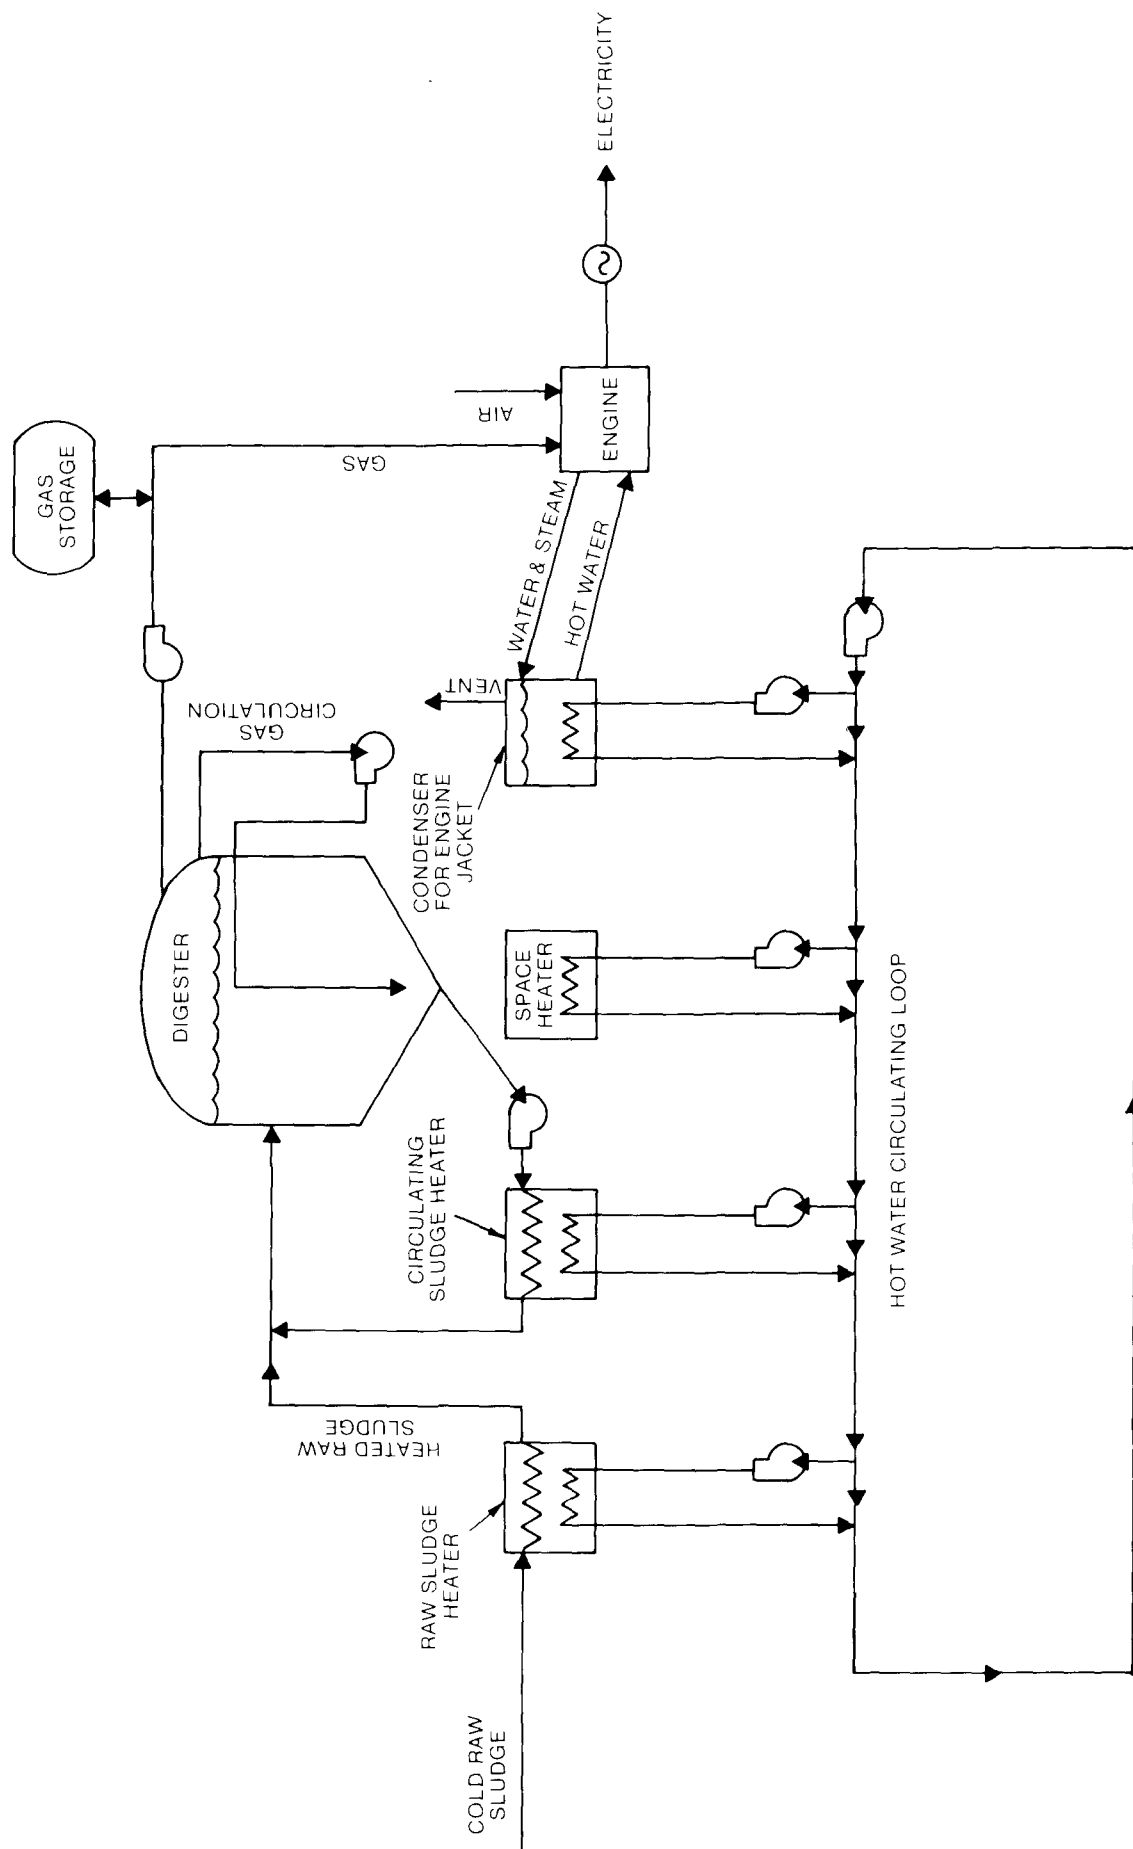 GAS
STORAGE
DIGESTER
GAS
CIRCULATION
GAS
AIR
ENGINE
ELECTRICITY
WATER & STEAM
HOT WATER
VENT
CONDENSER
FOR ENGINE
JACKET
SPACE
HEATER
CIRCULATING
SLUDGE HEATER
HEATED RAW
SLUDGE
RAW SLUDGE
HEATER
COLD RAW
SLUDGE
HOT WATER CIRCULATING LOOP